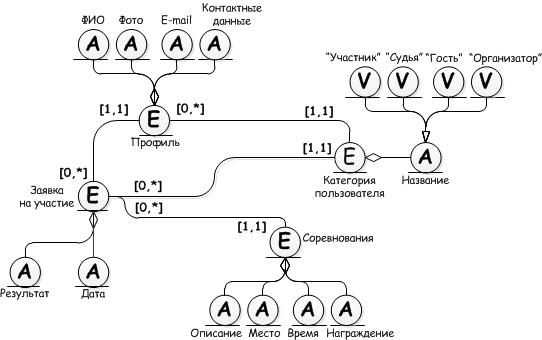 ФИО
Фото
E-mail
Контактные
данные
A
A
A
A
"Участник"
"Судья"
"Гость"
"Организатор"
V
V
V
V
[1,1]
E
[0,*]
[1,1]
Профиль
[1,1]
E
A
Категория
пользователя
Название
[0,*]
Заявка
на участие
E
[0,*]
[0,*]
[1,1]
E
Соревнования
A
A
Результат
Дата
A
A
A
A
Описание
Место
Время
Награждение